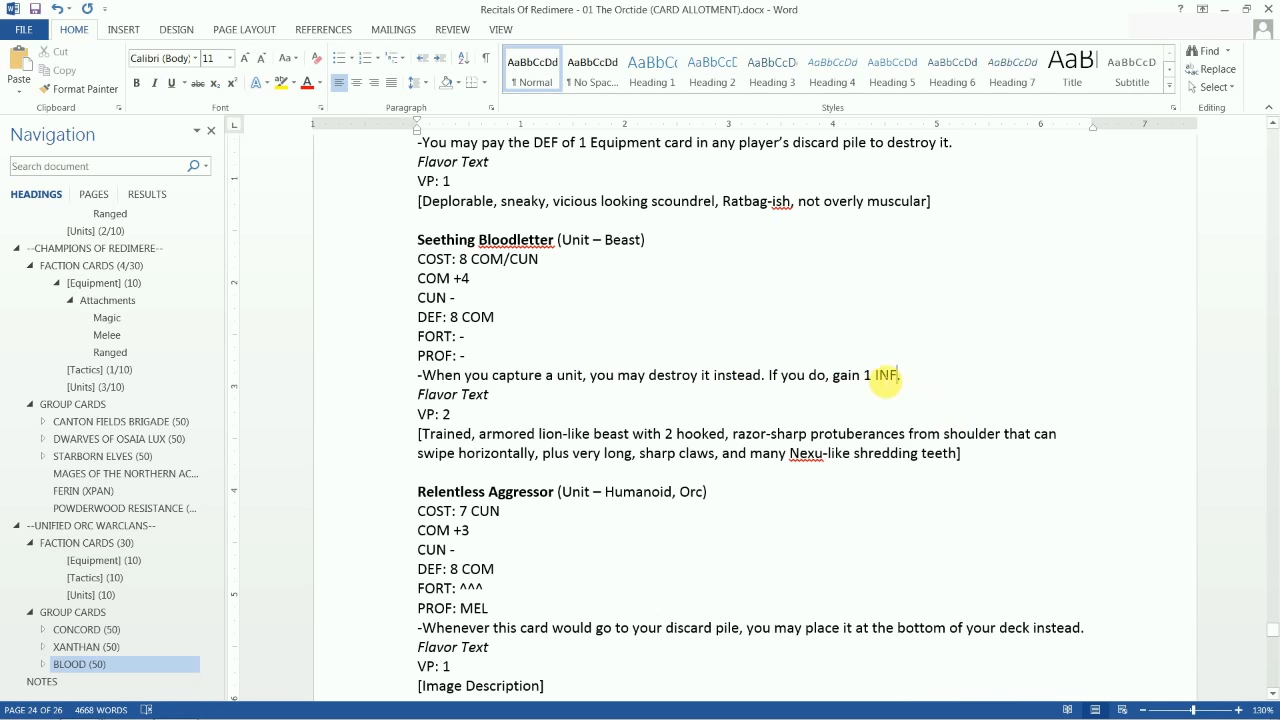 Recitals Of Redimere - 01 The Orctide (CARD ALLOTMENT).docx - Word
FILE HOME INSERT DESIGN PAGE LAYOUT REFERENCES MAILINGS REVIEW VIEW
Paste
Cut
Copy
Format Painter
Clipboard
Calibri (Body) 11
Font
Paragraph
AaBbCcDd AaBbCcDd AaBbCc AaBbCcD AaBbCcD AaBbCcD AaBbCcD AaBbCcDd AaBbCcDd AaB AaBbCcD
¶ Normal ¶ No Spac... Heading 1 Heading 2 Heading 3 Heading 4 Heading 5 Heading 6 Heading 7 Title Subtitle
Styles
Find
Replace
Select
Editing
Navigation
Search document
HEADINGS PAGES RESULTS
Ranged
[Units] (2/10)
--CHAMPIONS OF REDIMERE--
FACTION CARDS (4/30)
[Equipment] (10)
Attachments
Magic
Melee
Ranged
[Tactics] (1/10)
[Units] (3/10)
GROUP CARDS
CANTON FIELDS BRIGADE (50)
DWARVES OF OSAIA LUX (50)
STARBORN ELVES (50)
MAGES OF THE NORTHERN AC...
FERIN (XPAN)
POWDERWOOD RESISTANCE (...
--UNIFIED ORC WARCLANS--
FACTION CARDS (30)
[Equipment] (10)
[Tactics] (10)
[Units] (10)
GROUP CARDS
CONCORD (50)
XANTHAN (50)
BLOOD (50)
NOTES
-You may pay the DEF of 1 Equipment card in any player's discard pile to destroy it.
Flavor Text
VP: 1
[Deplorable, sneaky, vicious looking scoundrel, Ratbag-ish, not overly muscular]
Seething Bloodletter (Unit – Beast)
COST: 8 COM/CUN
COM +4
CUN -
DEF: 8 COM
FORT: -
PROF: -
-When you capture a unit, you may destroy it instead. If you do, gain 1 INF.
Flavor Text
VP: 2
[Trained, armored lion-like beast with 2 hooked, razor-sharp protuberances from shoulder that can
swipe horizontally, plus very long, sharp claws, and many Nexu-like shredding teeth]
Relentless Aggressor (Unit – Humanoid, Orc)
COST: 7 CUN
COM +3
CUN -
DEF: 8 COM
FORT: ^^^
PROF: MEL
-Whenever this card would go to your discard pile, you may place it at the bottom of your deck instead.
Flavor Text
VP: 1
[Image Description]
PAGE 24 OF 26 4668 WORDS
130%